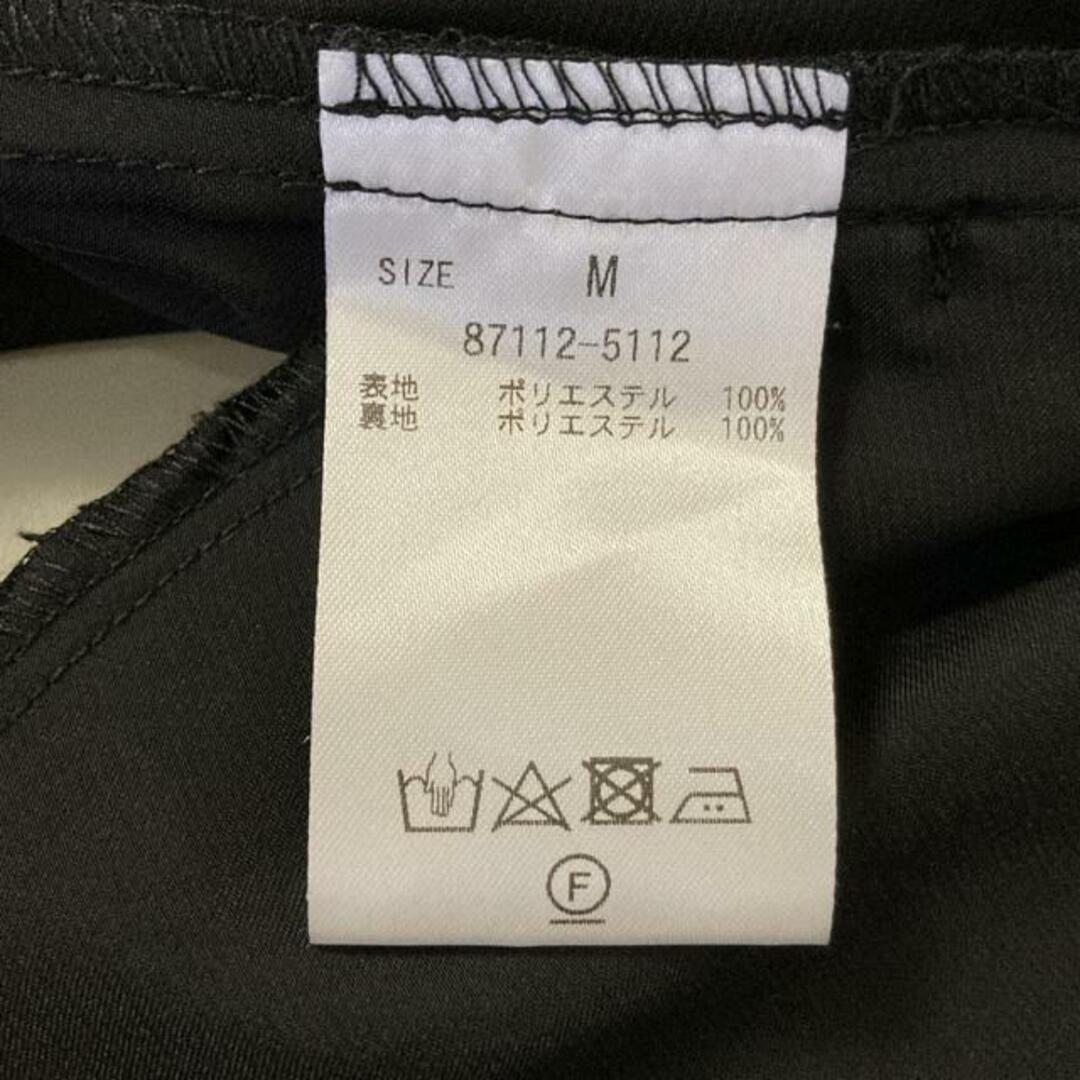 SIZE M
87112-5112
表地 ポリエステル 100%
裏地 ポリエステル 100%
F